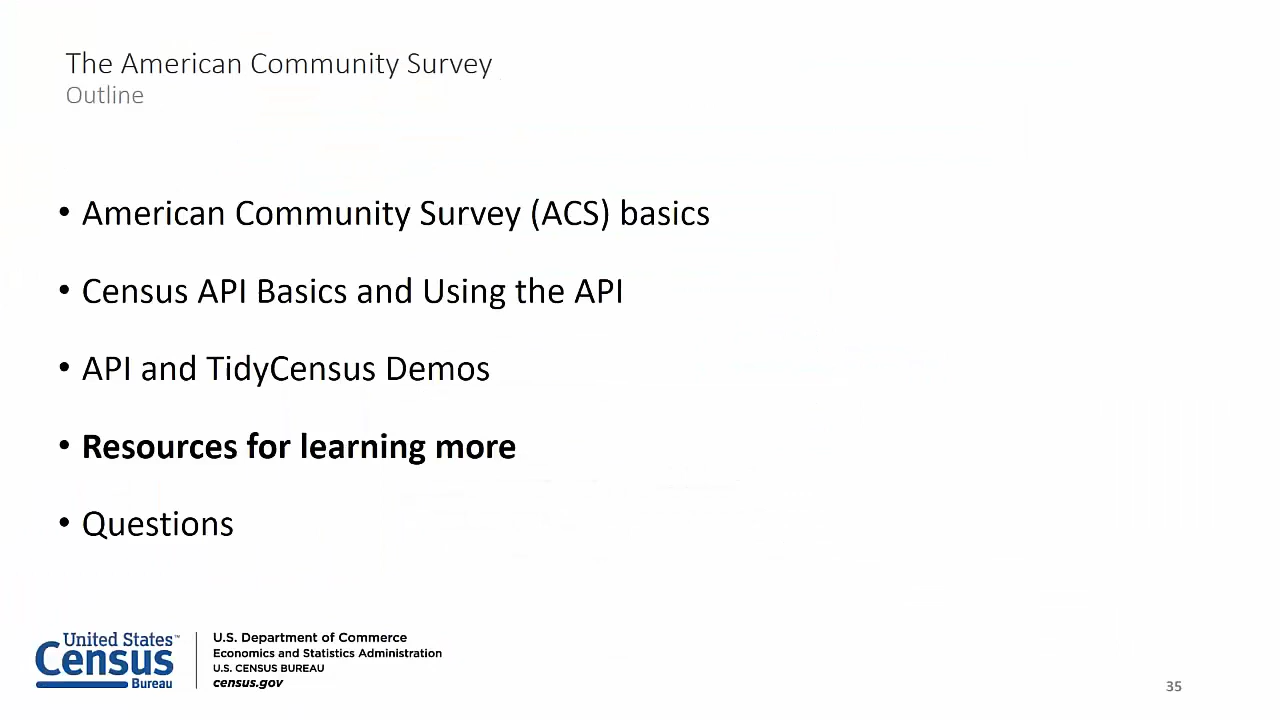 The American Community Survey
Outline
• American Community Survey (ACS) basics
• Census API Basics and Using the API
• API and TidyCensus Demos
• Resources for learning more
• Questions
United States™
Census
Bureau
U.S. Department of Commerce
Economics and Statistics Administration
U.S. CENSUS BUREAU
census.gov
35